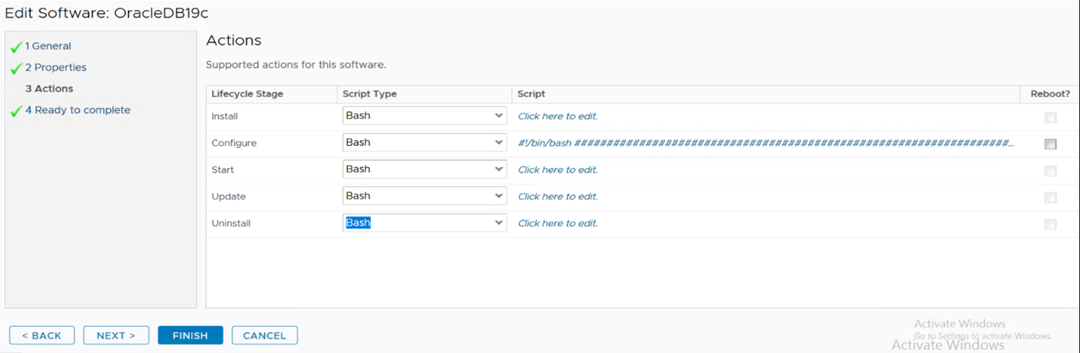 Edit Software: OracleDB19c
1 General
2 Properties
3 Actions
4 Ready to complete
Actions
Supported actions for this software.
Lifecycle Stage Script Type Script Reboot?
Install Bash Click here to edit.
Configure Bash #!/bin/bash ###################################################################...
Start Bash Click here to edit.
Update Bash Click here to edit.
Uninstall Bash Click here to edit.
< BACK NEXT > FINISH CANCEL
Activate Windows
Go to Settings to activate Windows.
Activate Windows